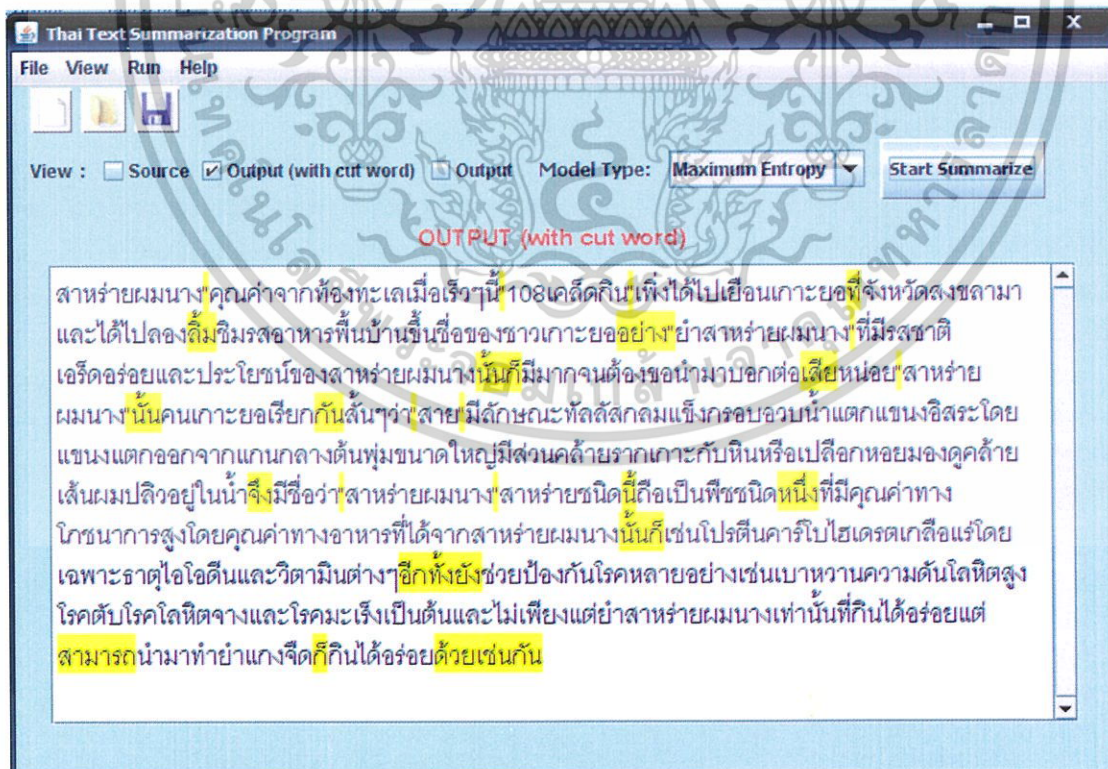 Thai Text Summarization Program
File View Run Help
View : Source Output (with cut word) Output Model Type: Maximum Entropy Start Summarize
OUTPUT (with cut word)
สาหร่ายผมนาง"คุณค่าจากท้องทะเลเมื่อเร็วๆนี้"108เคล็ดกิน"เพิ่งได้ไปเยือนเกาะยอที่จังหวัดสงขลามา
และได้ไปลองลิ้มชิมรสอาหารพื้นบ้านขึ้นชื่อของชาวเกาะยออย่าง"ยำสาหร่ายผมนาง"ที่มีรสชาติ
เอร็ดอร่อยและประโยชน์ของสาหร่ายผมนางนั้นก็มีมากจนต้องขอนำมาบอกต่อเสียหน่อย"สาหร่าย
ผมนาง"นั้นคนเกาะยอเรียกกันสั้นๆว่า"สาย"มีลักษณะทัลลัสกลมแข็งกรอบอวบน้ำแตกแขนงอิสระโดย
แขนงแตกออกจากแกนกลางต้นพุ่มขนาดใหญ่มีส่วนคล้ายรากเกาะกับหินหรือเปลือกหอยมองดูคล้าย
เส้นผมปลิวอยู่ในน้ำจึงมีชื่อว่า"สาหร่ายผมนาง"สาหร่ายชนิดนี้ถือเป็นพืชชนิดหนึ่งที่มีคุณค่าทาง
โภชนาการสูงโดยคุณค่าทางอาหารที่ได้จากสาหร่ายผมนางนั้นก็เช่นโปรตีนคาร์โบไฮเดรตเกลือแร่โดย
เฉพาะธาตุไอโอดีนและวิตามินต่างๆอีกทั้งยังช่วยป้องกันโรคหลายอย่างเช่นเบาหวานความดันโลหิตสูง
โรคตับโรคโลหิตจางและโรคมะเร็งเป็นต้นและไม่เพียงแต่ยำสาหร่ายผมนางเท่านั้นที่กินได้อร่อยแต่
สามารถนำมาทำยำแกงจืดก็กินได้อร่อยด้วยเช่นกัน